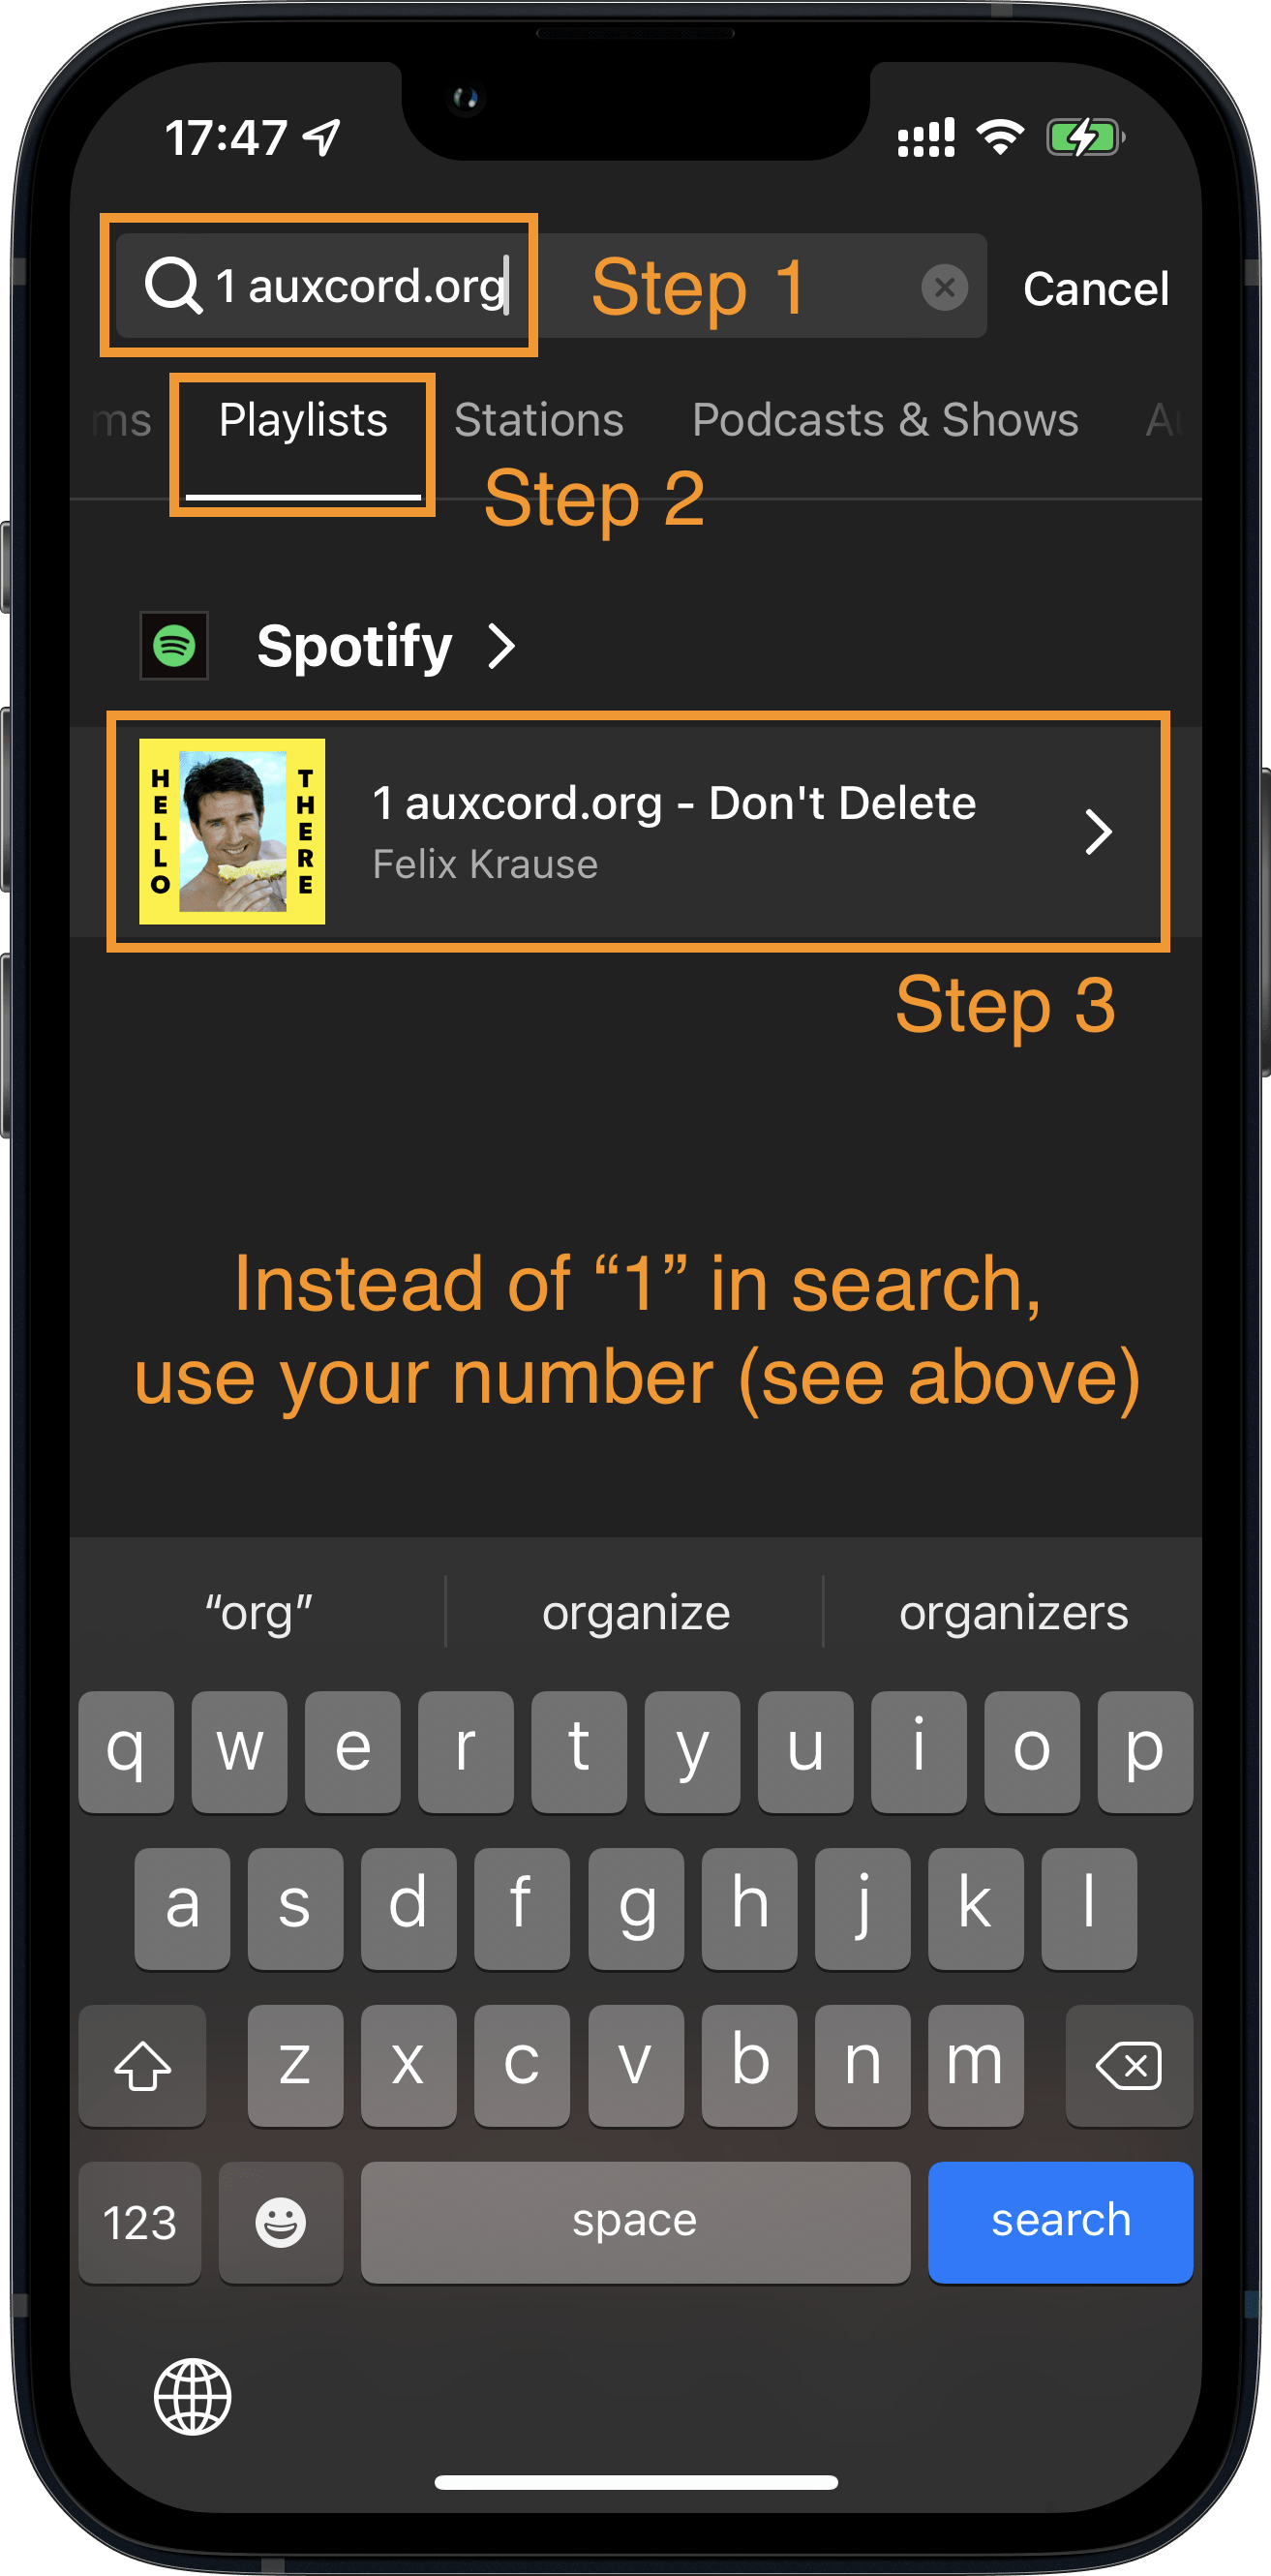 17:47
1 auxcord.org
Step 1
Cancel
ms
Playlists
Stations
Podcasts & Shows
Au
Step 2
Spotify
HELLO
THERE
1 auxcord.org - Don't Delete
Felix Krause
Step 3
Instead of “1” in search,
use your number (see above)
“org”
organize
organizers
q w e r t y u i o p
a s d f g h j k l
z x c v b n m
123
space
search